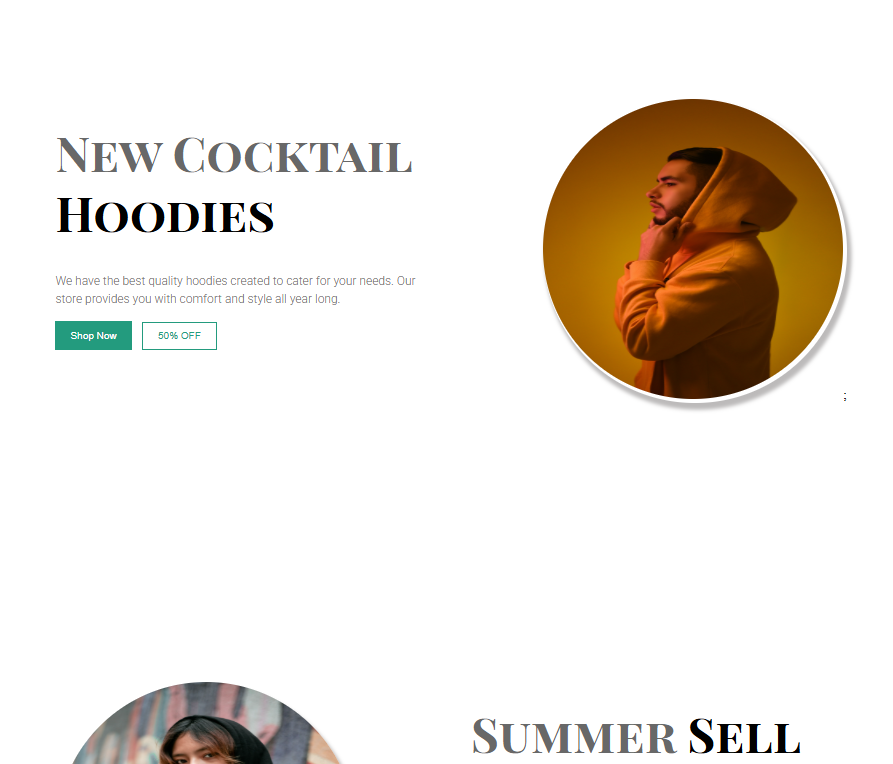 New Cocktail
Hoodies
We have the best quality hoodies created to cater for your needs. Our
store provides you with comfort and style all year long.
Shop Now
50% OFF
;
Summer Sell